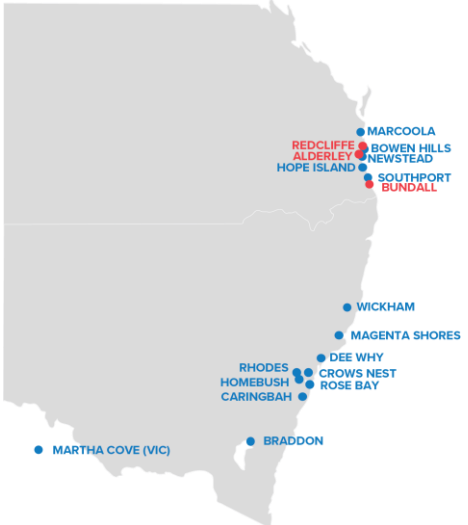 MARCOOLA
REDCLIFFE
BOWEN HILLS
ALDERLEY
NEWSTEAD
HOPE ISLAND
SOUTHPORT
BUNDALL
WICKHAM
MAGENTA SHORES
DEE WHY
RHODES
CROWS NEST
HOMEBUSH
ROSE BAY
CARINGBAH
BRADDON
MARTHA COVE (VIC)